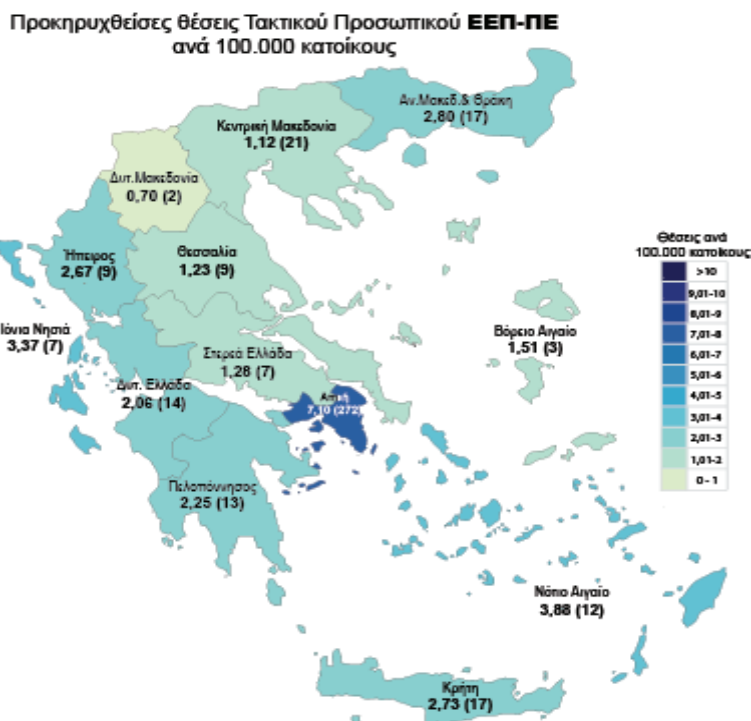 Προκηρυχθείσες θέσεις Τακτικού Προσωπικού ΕΕΠ-ΠΕ
ανά 100.000 κατοίκους
Αν.Μακεδ.& Θράκη
2,80 (17)
Κεντρική Μακεδονία
1,12 (21)
Δυτ.Μακεδονία
0,70 (2)
Ήπειρος
2,67 (9)
Θεσσαλία
1,23 (9)
Ιόνια Νησιά
3,37 (7)
Στερεά Ελλάδα
1,28 (7)
Βόρειο Αιγαίο
1,51 (3)
Δυτ. Ελλάδα
2,06 (14)
Αττική
7,10 (272)
Πελοπόννησος
2,25 (13)
Νότιο Αιγαίο
3,88 (12)
Κρήτη
2,73 (17)
Θέσεις ανά
100.000 κατοίκους
>10
9,01-10
8,01-9
7,01-8
6,01-7
5,01-6
4,01-5
3,01-4
2,01-3
1,01-2
0 - 1